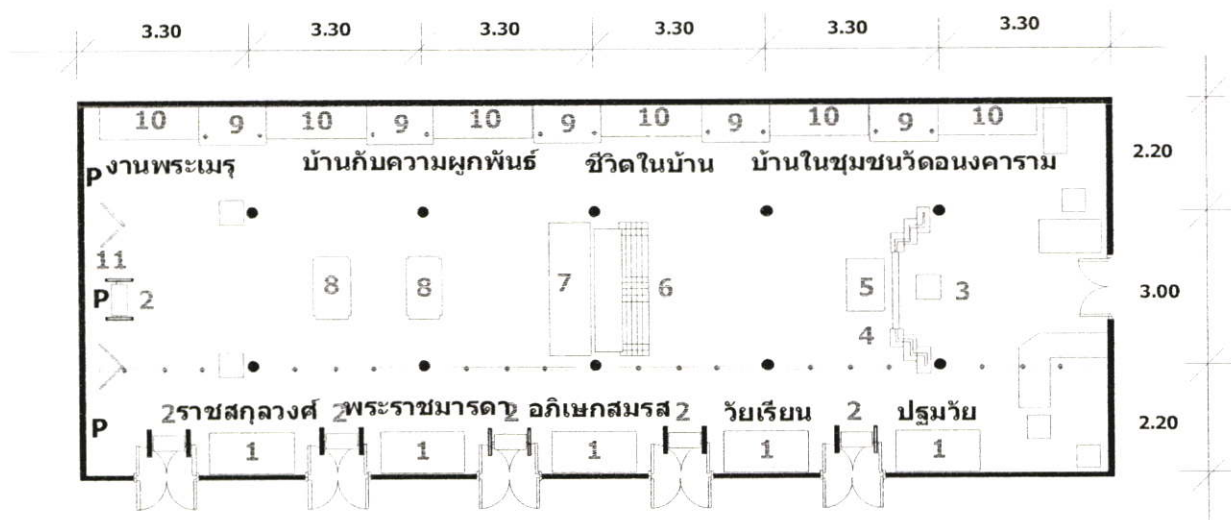 3.30 3.30 3.30 3.30 3.30 3.30
10 9 10 9 10 9 10 9 10 9 10
P งานพระเมรุ บ้านกับความผูกพันธ์ ชีวิตในบ้าน บ้านในชุมชนวัดอนงคาราม 2.20
11
P 2 8 8 7 6 5 3 3.00
4
P 2 ราชสกุลวงศ์ 2 พระราชมารดา 2 อภิเษกสมรส 2 วัยเรียน 2 ปฐมวัย 2.20
1 1 1 1 1